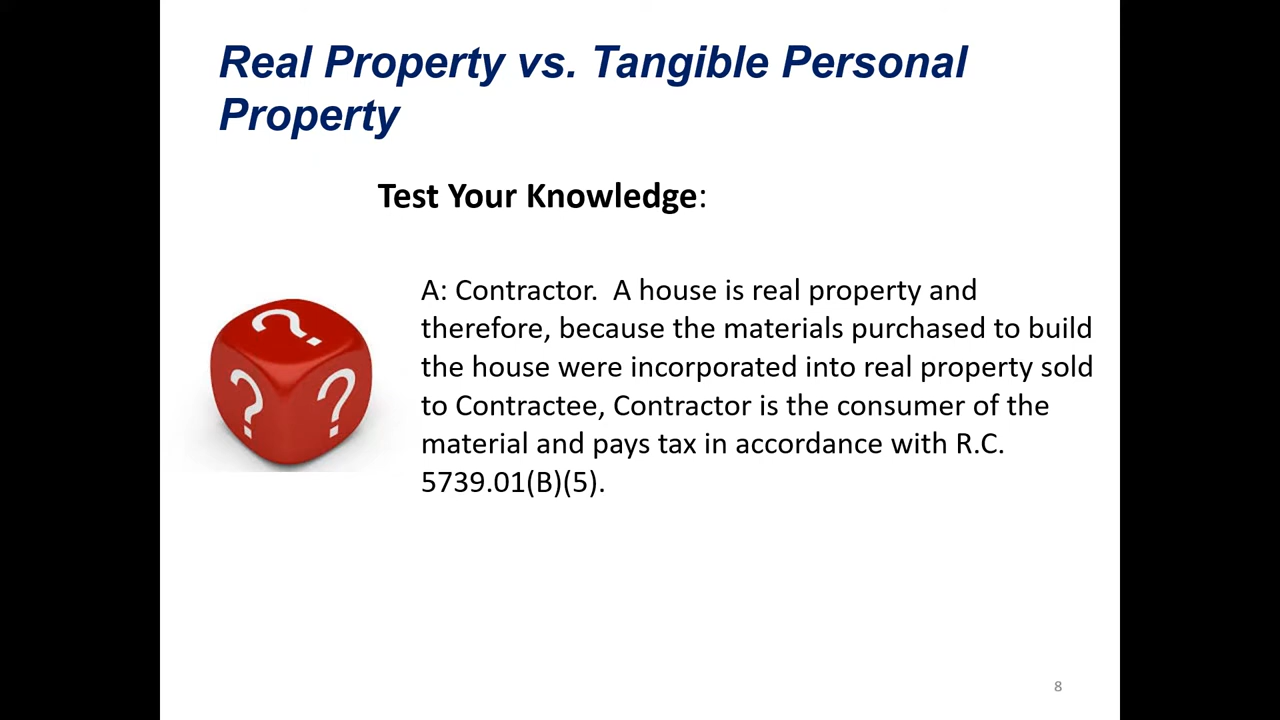 Real Property vs. Tangible Personal
Property
Test Your Knowledge:
A: Contractor.  A house is real property and
therefore, because the materials purchased to build
the house were incorporated into real property sold
to Contractee, Contractor is the consumer of the
material and pays tax in accordance with R.C.
5739.01(B)(5).
? ? ?
8